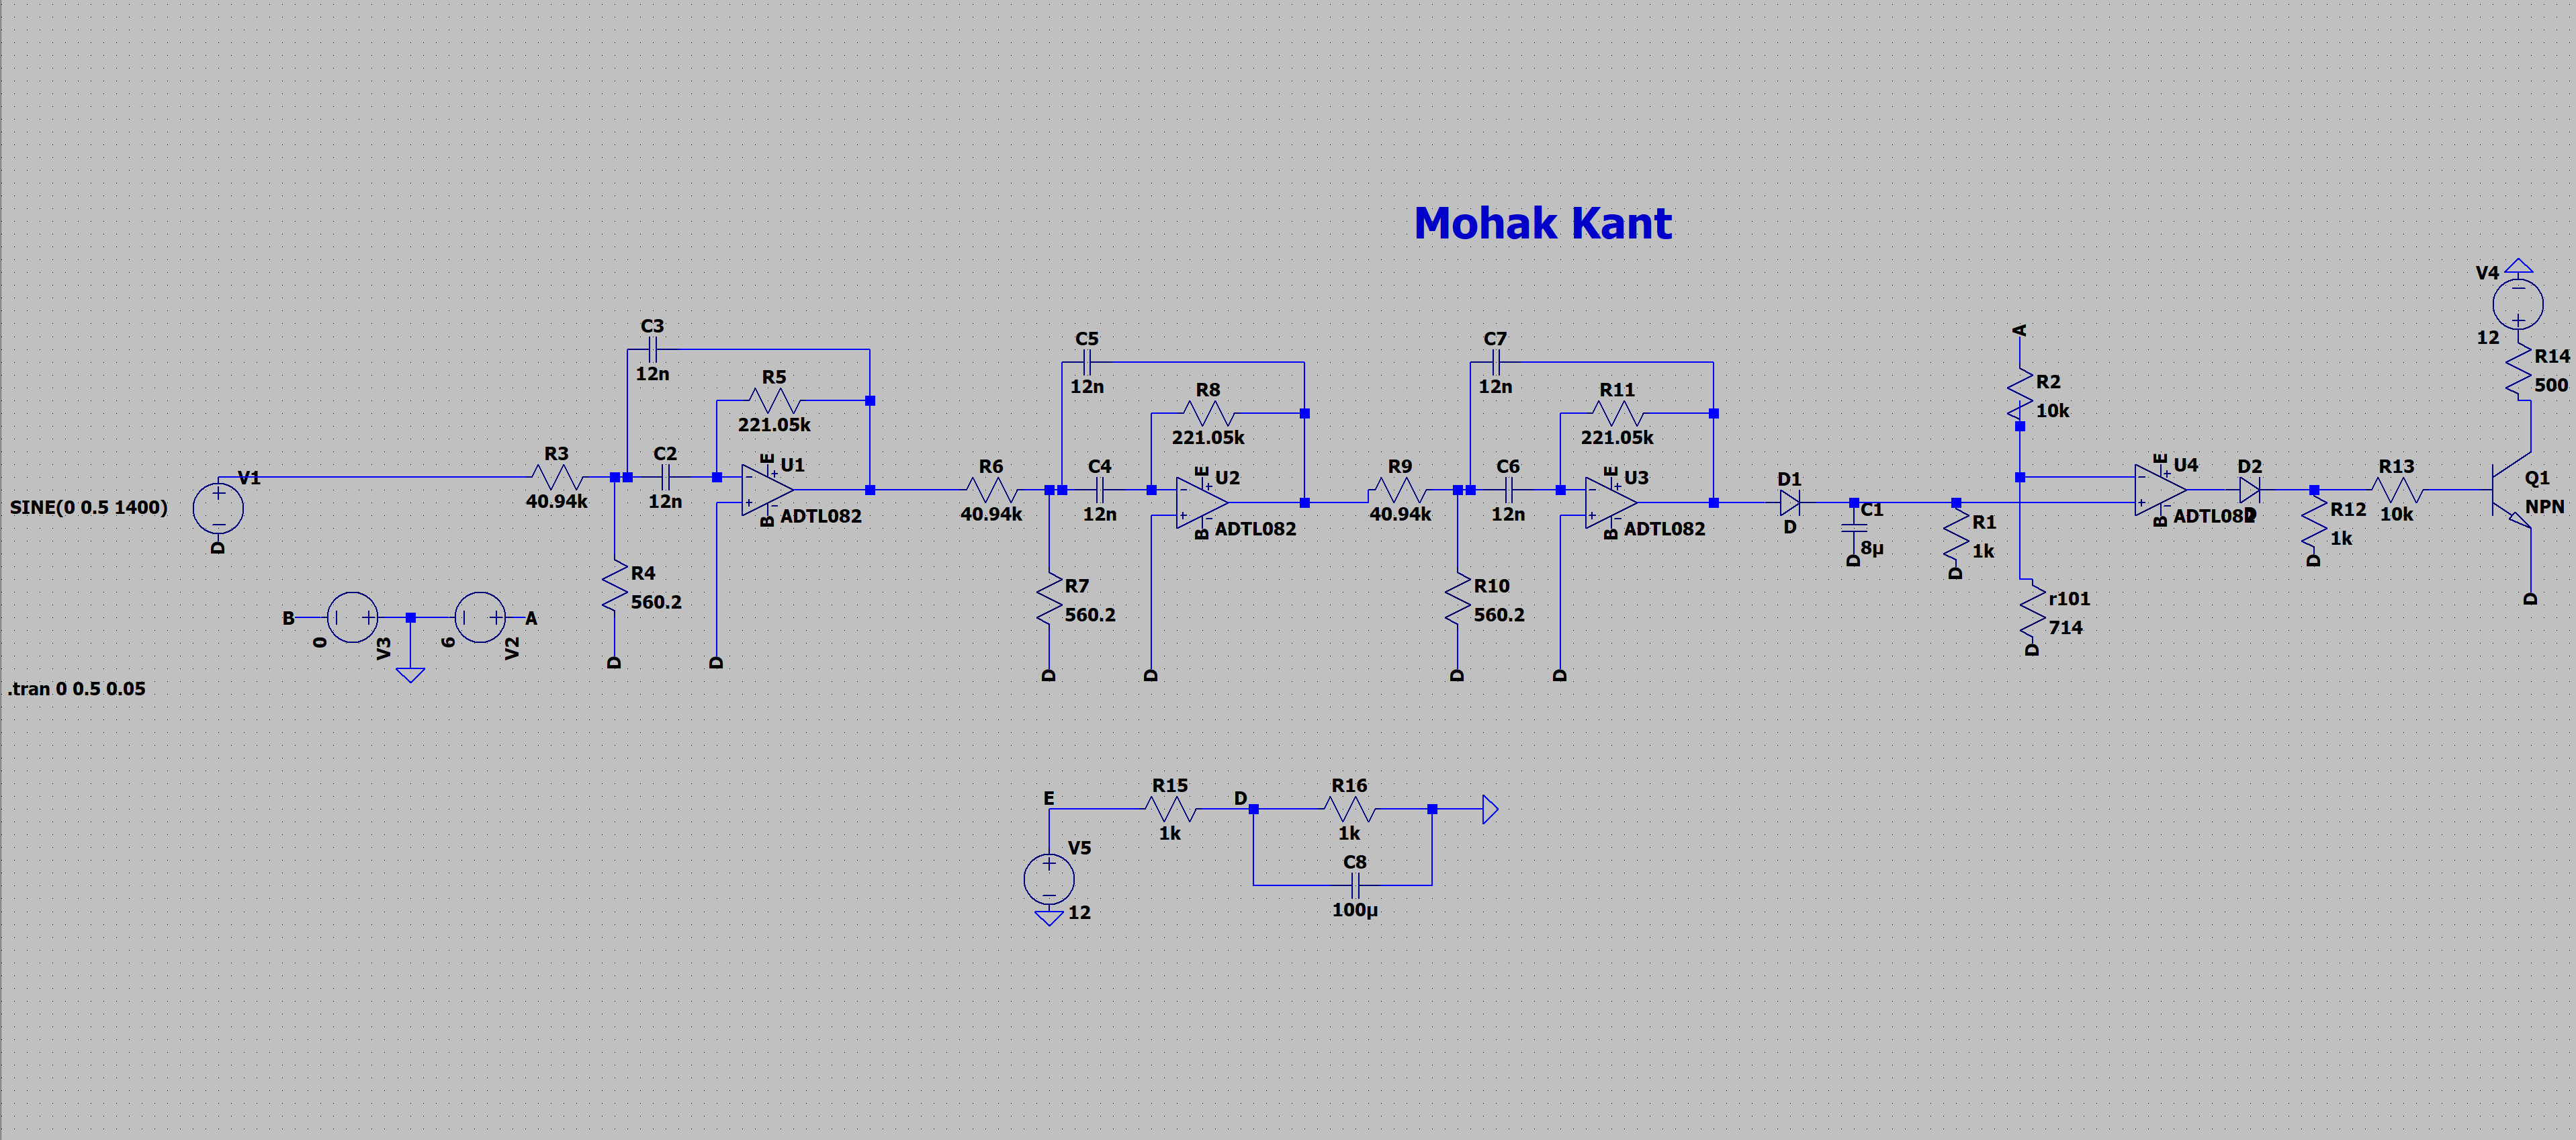 Mohak Kant
V4
12
R14
500
C3
12n
R5
221.05k
C5
12n
R8
221.05k
C7
12n
R11
221.05k
A
R2
10k
V1
SINE(0 0.5 1400)
D
R3
40.94k
C2
12n
E
U1
B
ADTL082
R4
560.2
D
D
R6
40.94k
C4
12n
E
U2
B
ADTL082
R7
560.2
D
D
R9
40.94k
C6
12n
E
U3
B
ADTL082
R10
560.2
D
D
D1
D
C1
8µ
D
R1
1k
D
r101
714
D
E
U4
B
ADTL082
D2
D
R12
1k
D
R13
10k
Q1
NPN
D
B
0
V3
6
V2
A
.tran 0 0.5 0.05
E
R15
1k
D
R16
1k
V5
12
C8
100µ